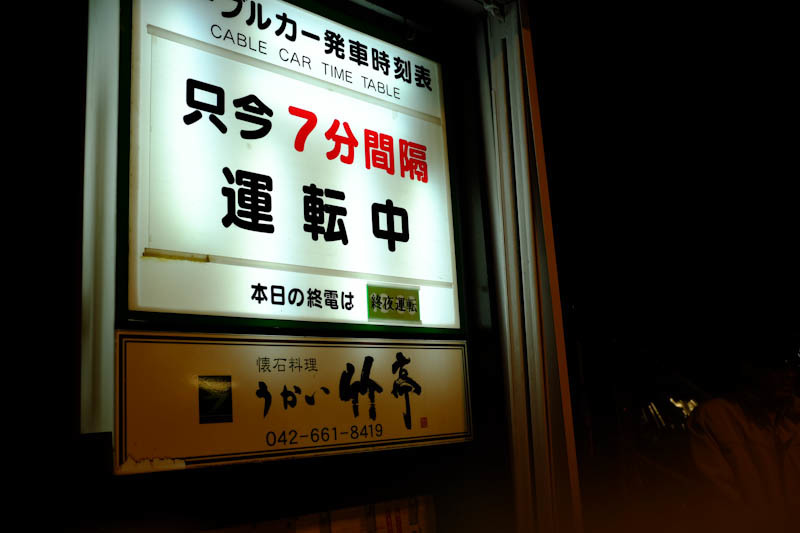 ブルカー発車時刻表
CABLE CAR TIME TABLE
只今7分間隔
運転中
本日の終電は 終夜運転
懐石料理
うかい竹亭
042-661-8419